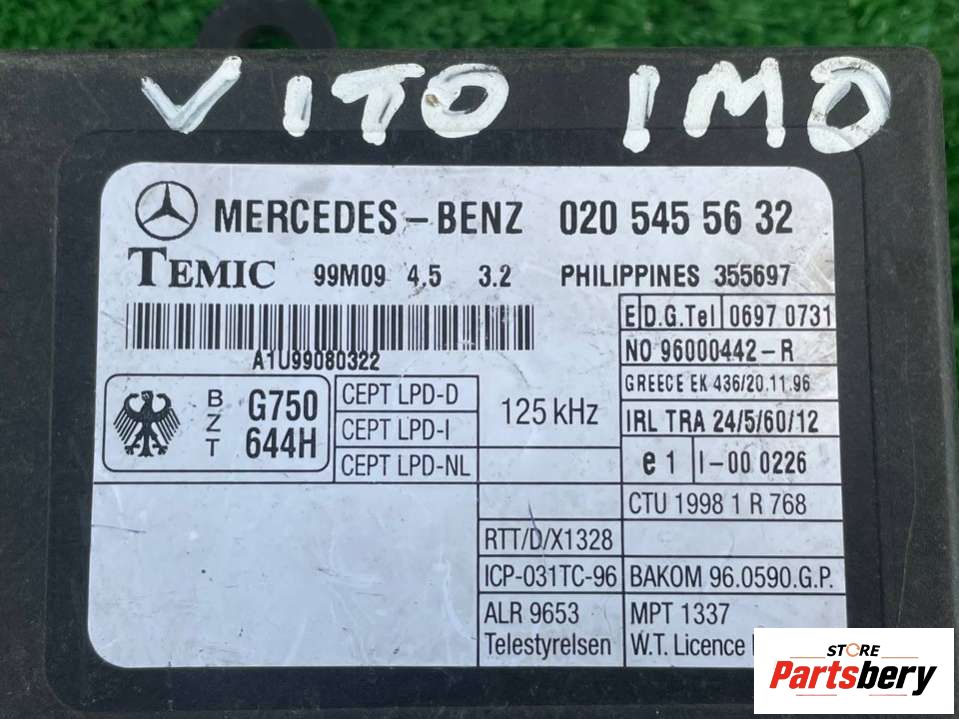 VITO IMO
MERCEDES-BENZ 020 545 56 32
TEMIC 99M09 4.5 3.2 PHILIPPINES 355697
A1U99080322
E D.G.Tel 0697 0731
NO 96000442-R
GREECE EK 436/20.11.96
IRL TRA 24/5/60/12
e1 I-00 0226
CTU 1998 1 R 768
BZT G750 644H
CEPT LPD-D
CEPT LPD-I
CEPT LPD-NL
125 kHz
RTT/D/X1328
ICP-031TC-96 BAKOM 96.0590.G.P.
ALR 9653 MPT 1337
Telestyrelsen W.T. Licence
STORE
Partsbery